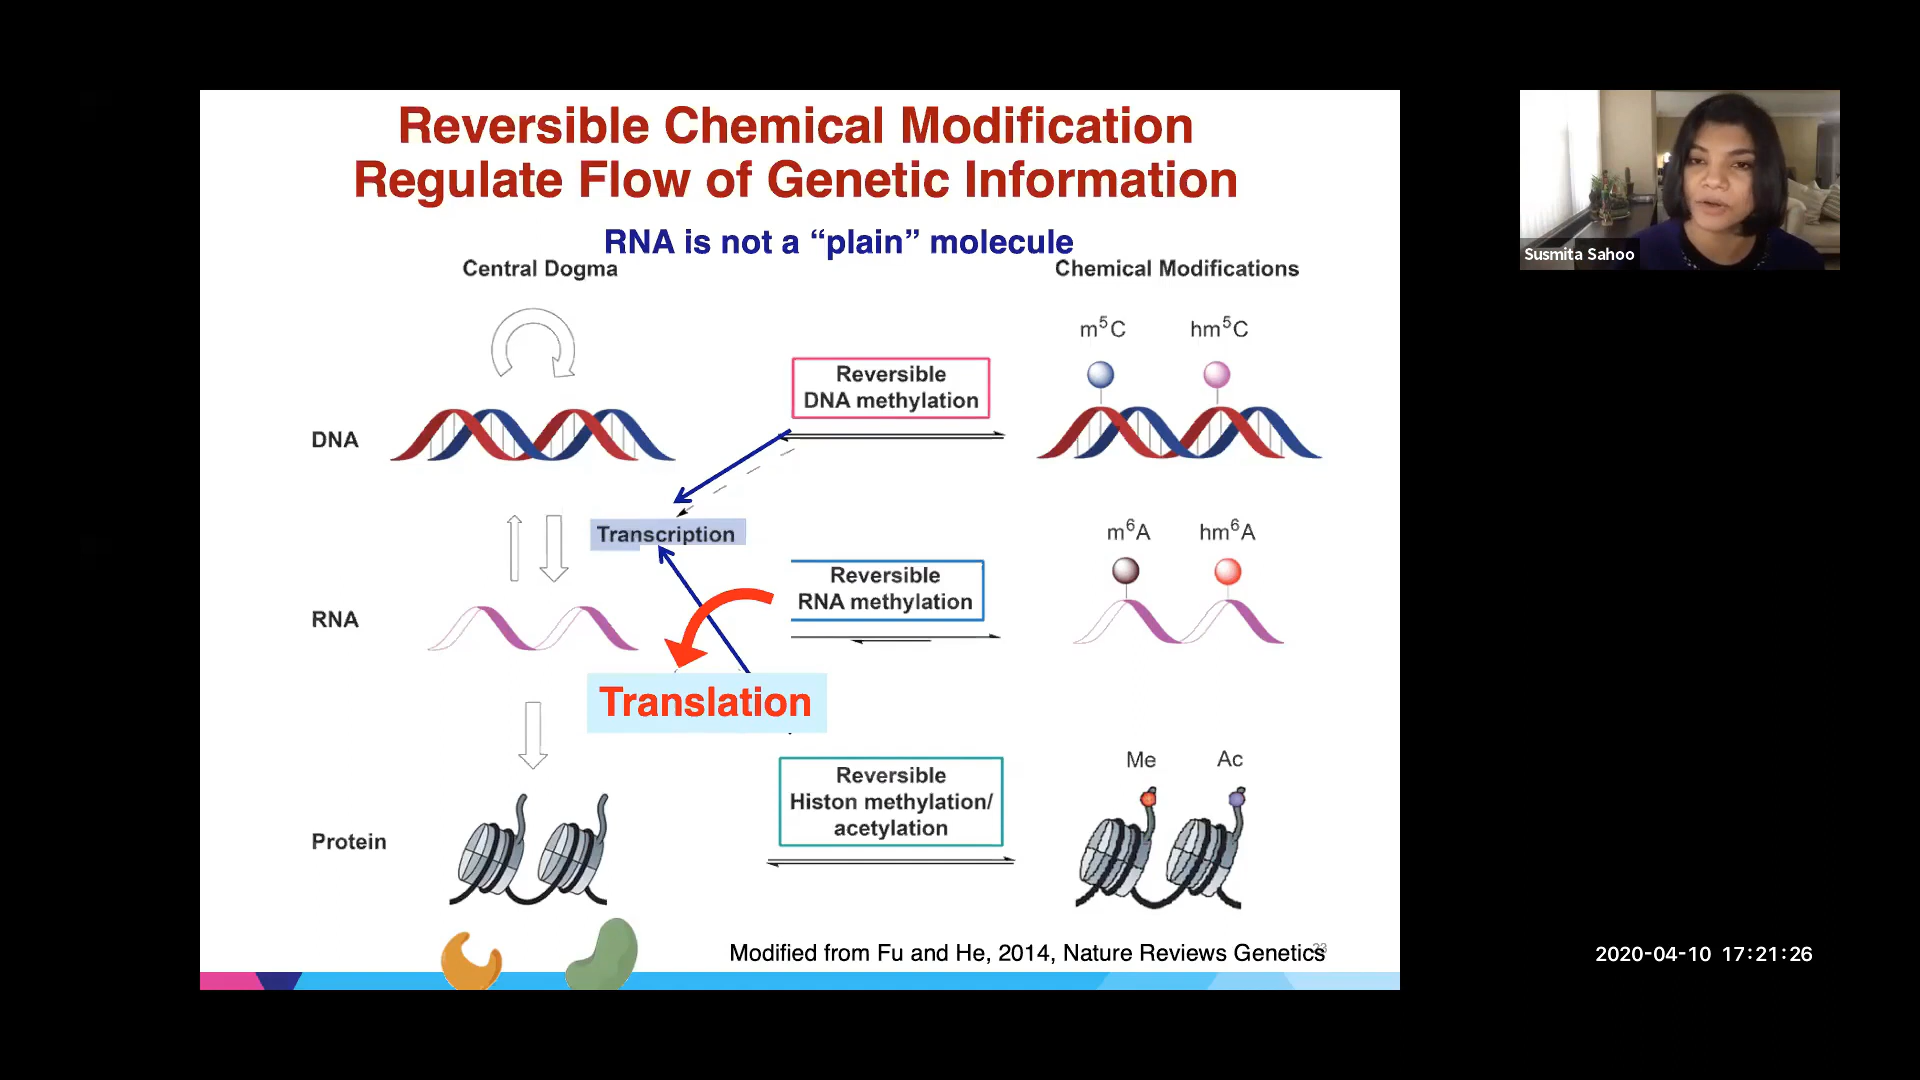 Reversible Chemical Modification
Regulate Flow of Genetic Information
RNA is not a “plain” molecule
Central Dogma
Chemical Modifications
m⁵C
hm⁵C
Reversible
DNA methylation
DNA
Transcription
m⁶A
hm⁶A
Reversible
RNA methylation
RNA
Translation
Me
Ac
Reversible
Histon methylation/
acetylation
Protein
Modified from Fu and He, 2014, Nature Reviews Genetics
23
Susmita Sahoo
2020-04-10 17:21:26